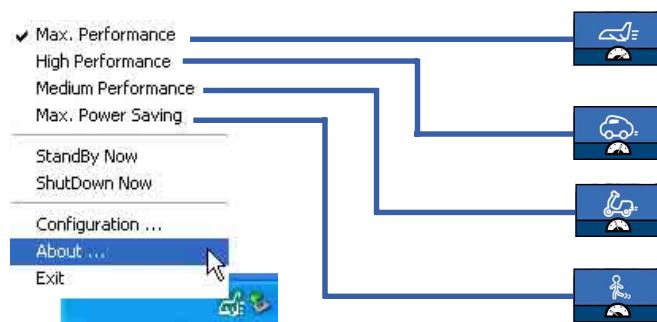 Max. Performance
High Performance
Medium Performance
Max. Power Saving
StandBy Now
ShutDown Now
Configuration ...
About ...
Exit